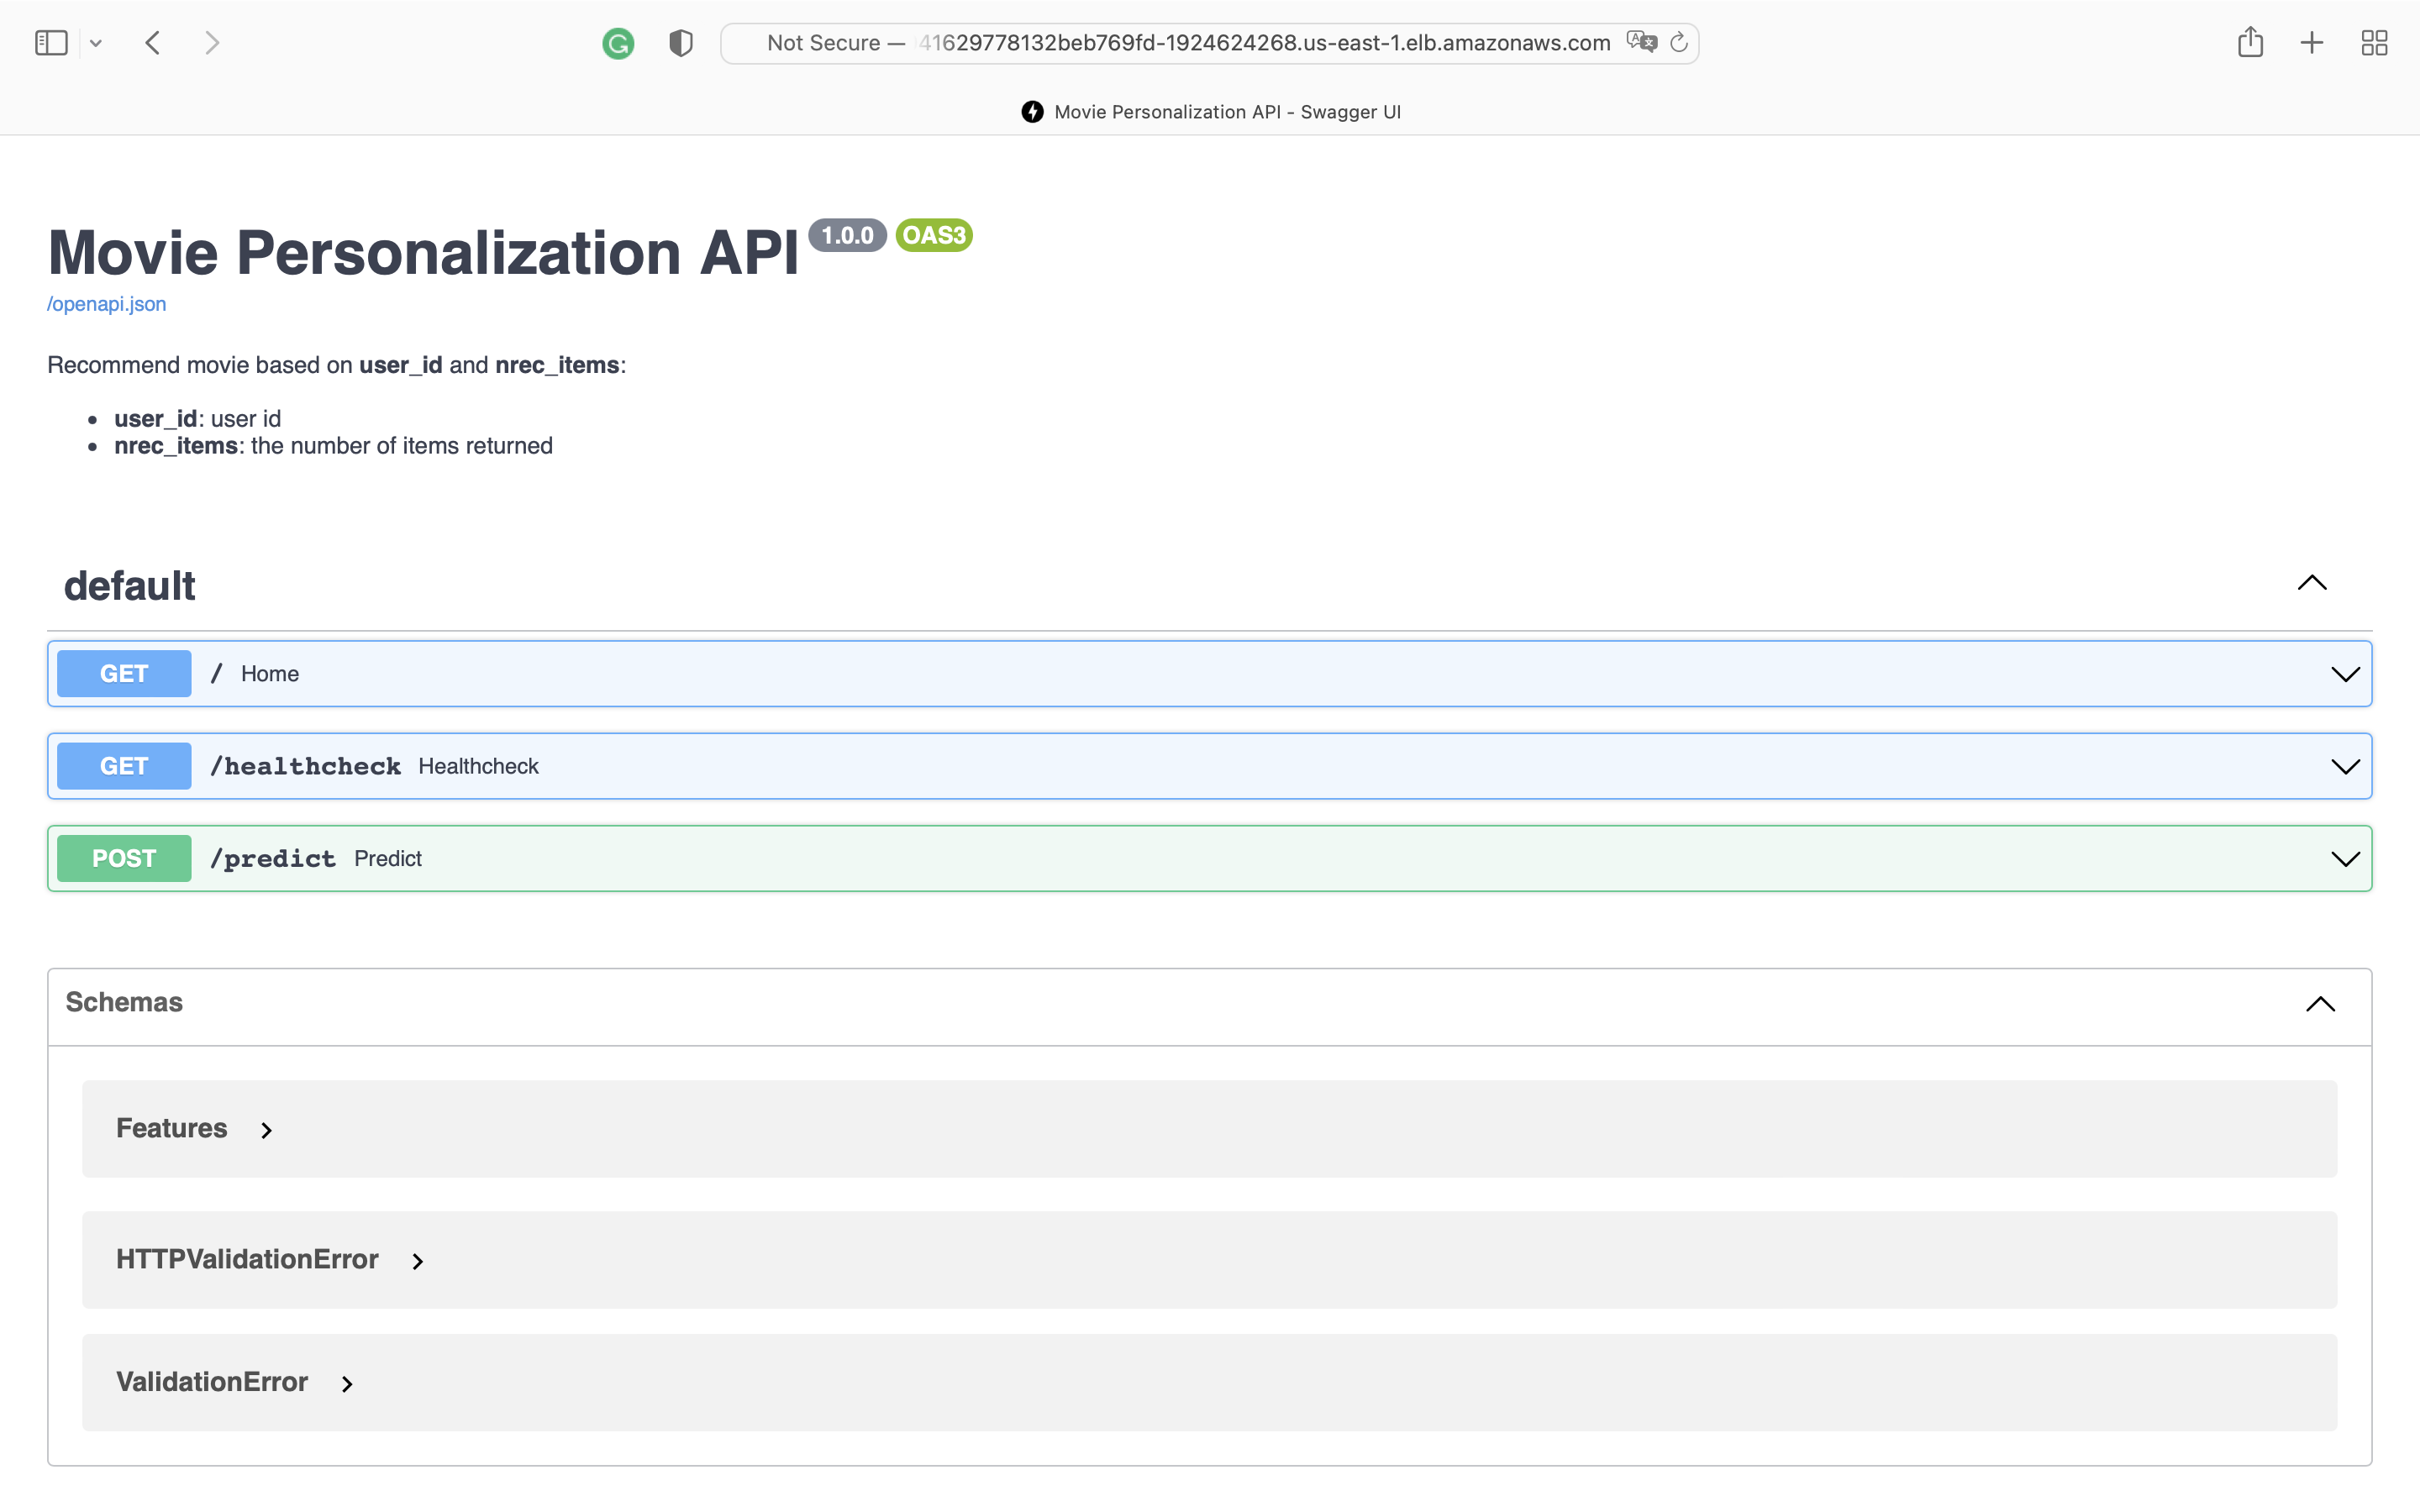 Not Secure — 41629778132beb769fd-1924624268.us-east-1.elb.amazonaws.com
Movie Personalization API - Swagger UI
Movie Personalization API 1.0.0 OAS3
/openapi.json
Recommend movie based on user_id and nrec_items:
user_id: user id
nrec_items: the number of items returned
default
GET / Home
GET /healthcheck Healthcheck
POST /predict Predict
Schemas
Features
HTTPValidationError
ValidationError